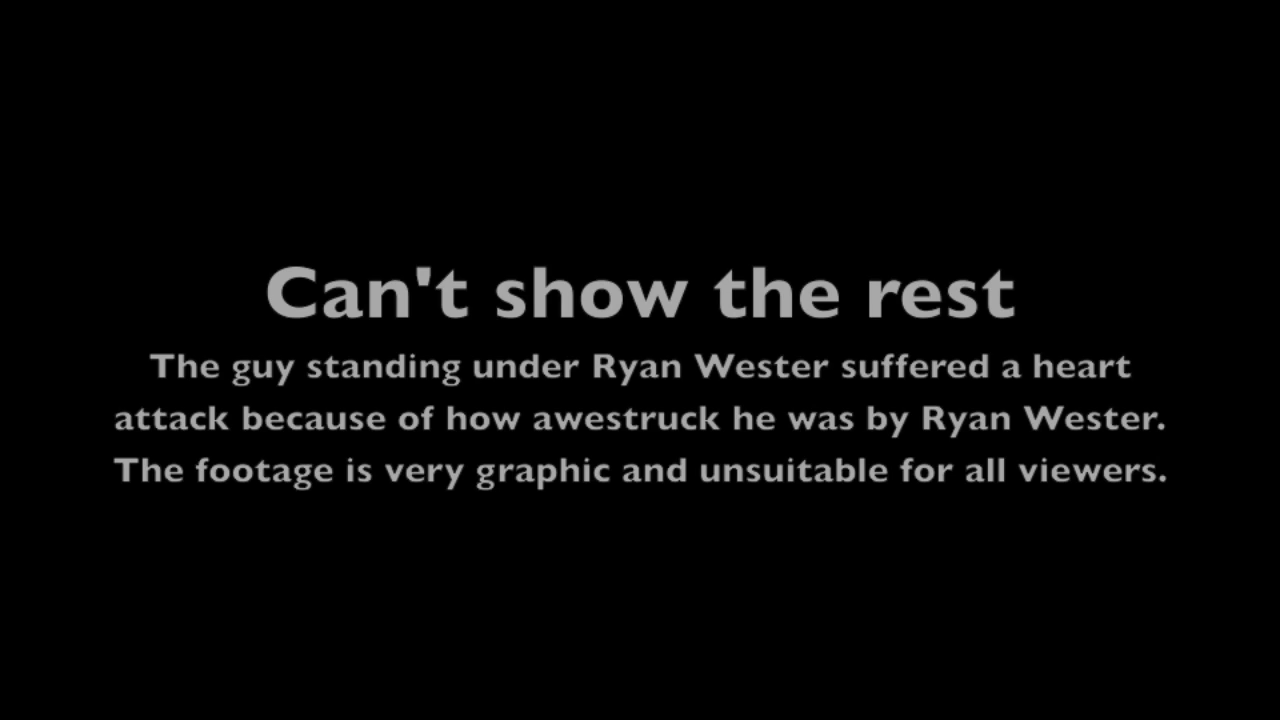 Can't show the rest
The guy standing under Ryan Wester suffered a heart
attack because of how awestruck he was by Ryan Wester.
The footage is very graphic and unsuitable for all viewers.